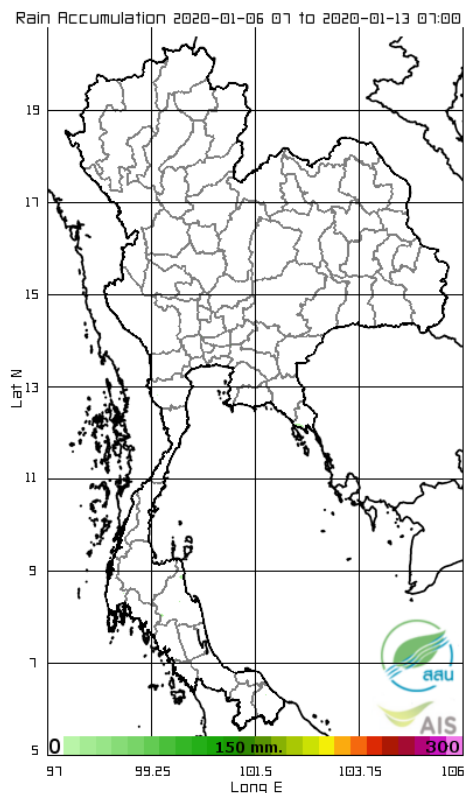 Rain Accumulation 2020-01-06 07 to 2020-01-13 07:00
19
17
15
13
11
9
7
5
Lat N
สสน
AIS
0 150 mm. 300
97 99.25 101.5 103.75 106
Long E